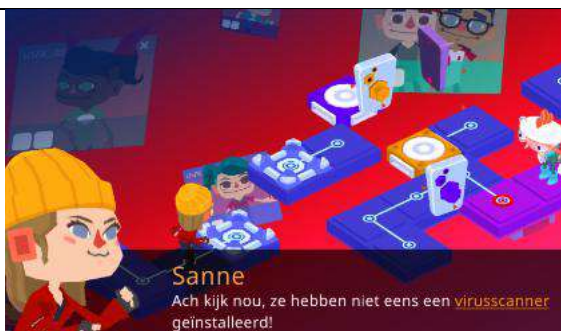 Sanne
Ach kijk nou, ze hebben niet eens een virusscanner
geïnstalleerd!